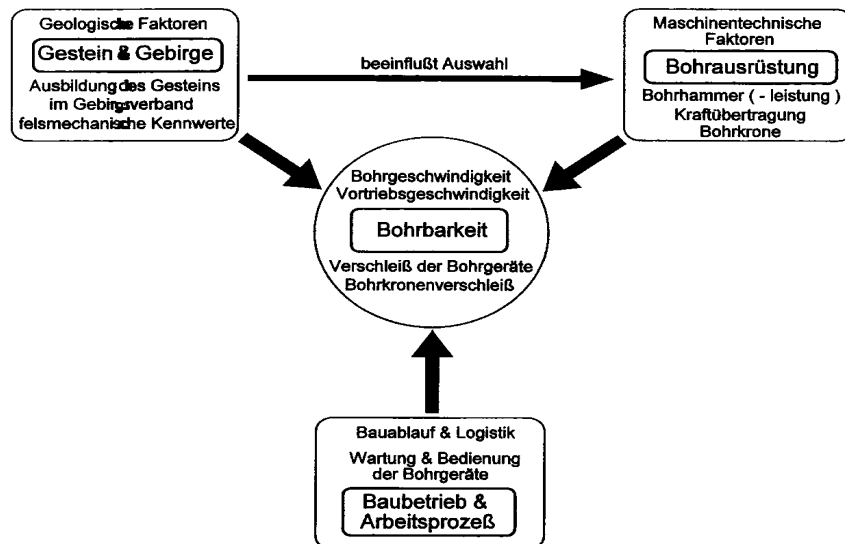 Geologische Faktoren
Gestein & Gebirge
Ausbildung des Gesteins
im Gebirgsverband
felsmechanische Kennwerte
beeinflußt Auswahl
Maschinentechnische
Faktoren
Bohrausrüstung
Bohrhammer ( - leistung )
Kraftübertragung
Bohrkrone
Bohrgeschwindigkeit
Vortriebsgeschwindigkeit
Bohrbarkeit
Verschleiß der Bohrgeräte
Bohrkronenverschleiß
Bauablauf & Logistik
Wartung & Bedienung
der Bohrgeräte
Baubetrieb &
Arbeitsprozeß